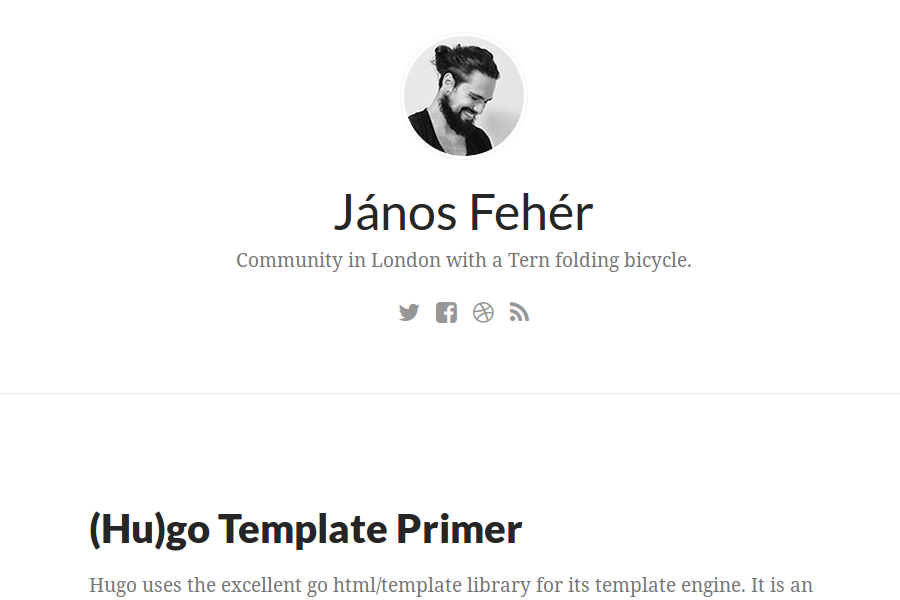 János Fehér
Community in London with a Tern folding bicycle.
(Hu)go Template Primer
Hugo uses the excellent go html/template library for its template engine. It is an